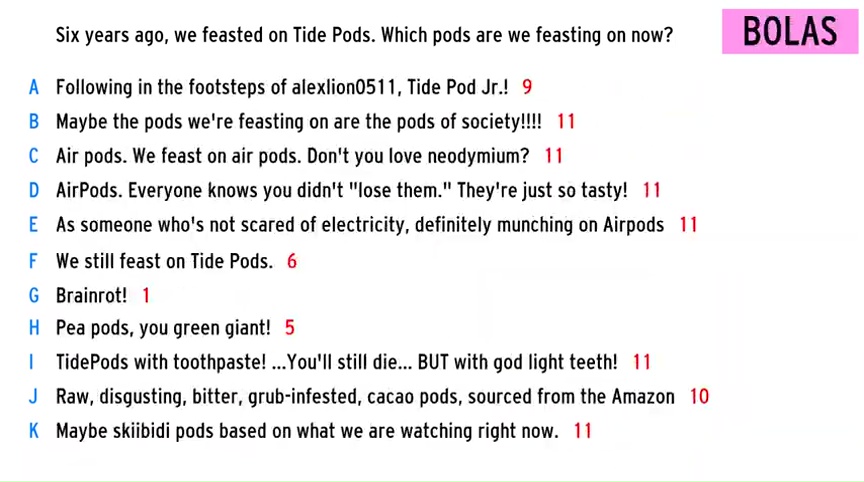 Six years ago, we feasted on Tide Pods. Which pods are we feasting on now?
BOLAS
A Following in the footsteps of alexlion0511, Tide Pod Jr.! 9
B Maybe the pods we're feasting on are the pods of society!!!! 11
C Air pods. We feast on air pods. Don't you love neodymium? 11
D AirPods. Everyone knows you didn't "lose them." They're just so tasty! 11
E As someone who's not scared of electricity, definitely munching on Airpods 11
F We still feast on Tide Pods. 6
G Brainrot! 1
H Pea pods, you green giant! 5
I TidePods with toothpaste! ...You'll still die... BUT with god light teeth! 11
J Raw, disgusting, bitter, grub-infested, cacao pods, sourced from the Amazon 10
K Maybe skiibidi pods based on what we are watching right now. 11